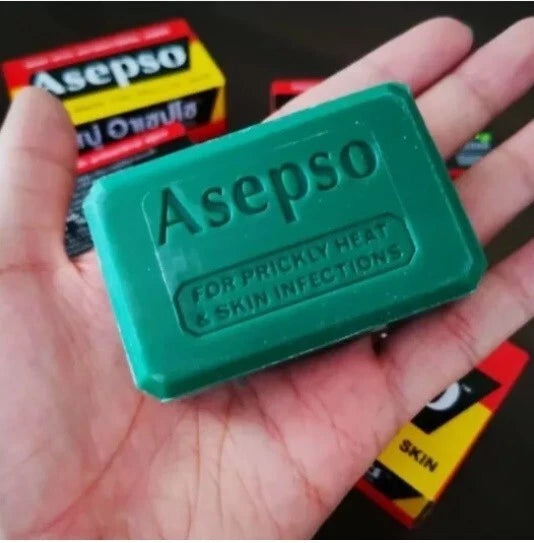 Asepso
Asepso
FOR PRICKLY HEAT
& SKIN INFECTIONS
SKIN